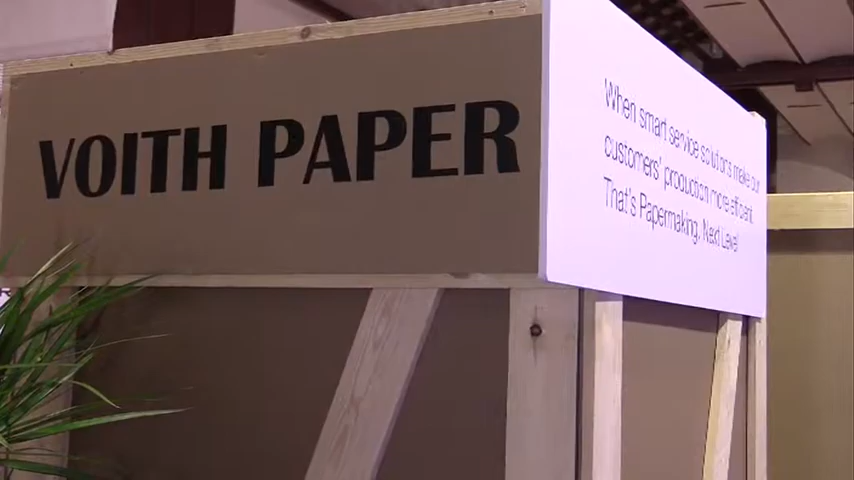 VOITH PAPER
When smart service solutions make our
customers' production more efficient.
That's Papermaking. Next Level